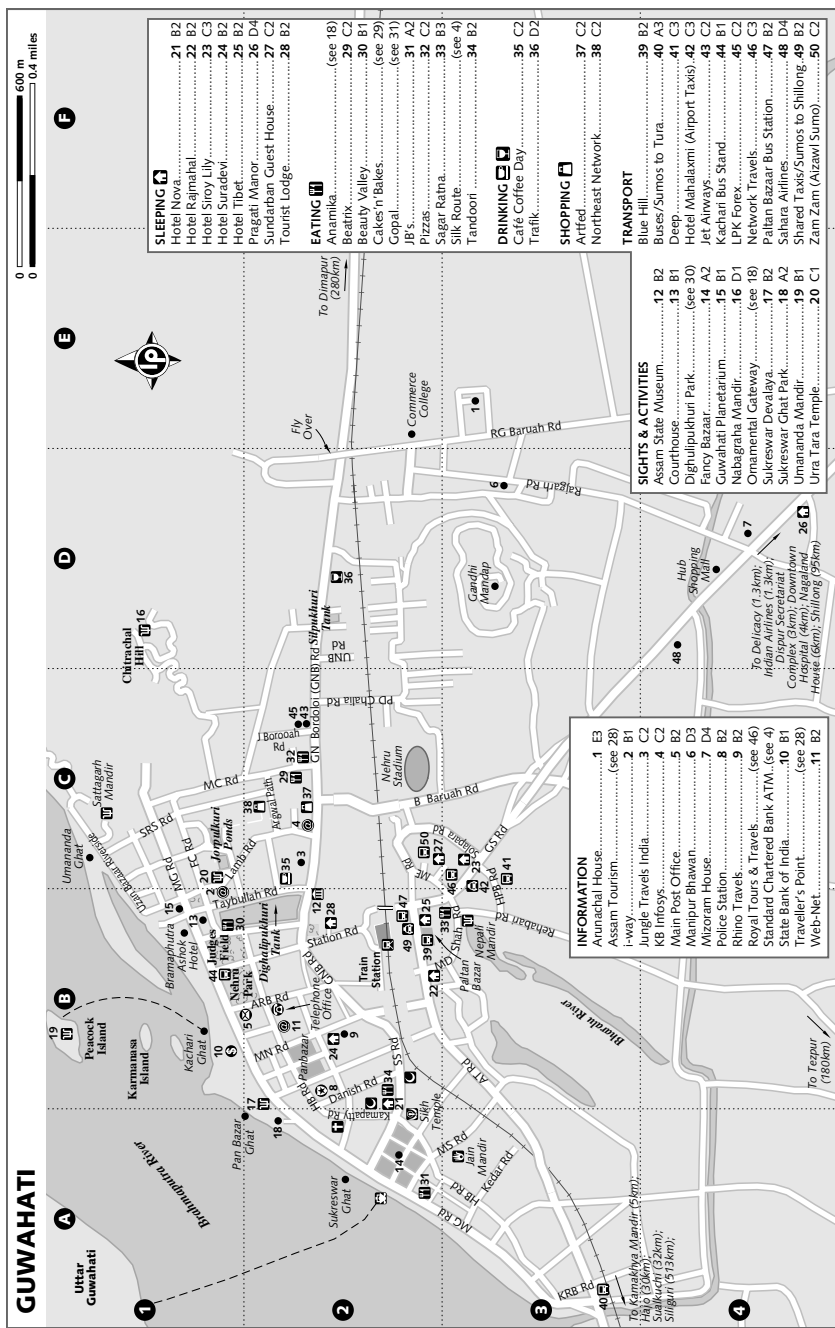 GUWAHATI
0 600 m
0 0.4 miles
A
B
C
D
E
F
1
2
3
4
Uttar
Guwahati
Brahmaputra River
Peacock
Island
Karmanasa
Island
Umananda
Ghat
Sattagarh
Mandir
Chitrachal
Hill
Uzan Bazaar Riverside
MG Rd
FC Rd
SRS Rd
MC Rd
Lamb Rd
Jorpulkuri
Ponds
Taybullah Rd
Bramaphutra
Ashok
Hotel
Judges
Field
Nehru
Park
Dighalipukhuri
Tank
Kachari
Ghat
Pan Bazar
Ghat
ARB Rd
GNB Rd
Telephone
Office
MN Rd
Panbazar
HB Rd
Danish Rd
Kamapatty Rd
Station Rd
Train
Station
SS Rd
Sukreswar
Ghat
Sikh
Temple
MS Rd
Jain
Mandir
HB Rd
Kedar Rd
MG Rd
AT Rd
KRB Rd
Agwal Path
J Borooah
Rd
GN Bordoloi (GNB) Rd
Silpukhuri
Tank
UNB
Rd
PD Chalia Rd
Nehru
Stadium
B Baruah Rd
Solapara Rd
GS Rd
ME Rd
HPB Rd
Rehabari Rd
MD Shah Rd
Paltan
Bazar
Nepali
Mandir
Bharalu River
Gandhi
Mandap
Rajgarh Rd
RG Baruah Rd
Commerce
College
Fly
Over
To Dimapur
(280km)
Hub
Shopping
Mall
To Delicacy (1.3km);
Indian Airlines (1.3km);
Dispur Secretariat
Complex (3km); Downtown
Hospital (4km); Nagaland
House (6km); Shillong (95km)
To Tezpur
(180km)
To Kamakhya Mandir (5km);
Hajo (30km);
Sualkuchi (32km);
Siliguri (513km)
INFORMATION
Arunachal House....1 E3
Assam Tourism....(see 28)
i-way....2 B1
Jungle Travels India....3 C2
KB Infosys....4 C2
Main Post Office....5 B2
Manipur Bhawan....6 D3
Mizoram House....7 D4
Police Station....8 B2
Rhino Travels....9 B2
Royal Tours & Travels....(see 46)
Standard Chartered Bank ATM..(see 4)
State Bank of India....10 B1
Traveller's Point....(see 28)
Web-Net....11 B2
SIGHTS & ACTIVITIES
Assam State Museum....12 B2
Courthouse....13 B1
Dighulipukhuri Park....(see 30)
Fancy Bazaar....14 A2
Guwahati Planetarium....15 B1
Nabagraha Mandir....16 D1
Ornamental Gateway....(see 18)
Sukreswar Devalaya....17 B2
Sukreswar Ghat Park....18 A2
Umananda Mandir....19 B1
Urra Tara Temple....20 C1
SLEEPING
Hotel Nova....21 B2
Hotel Rajmahal....22 B2
Hotel Siroy Lily....23 C3
Hotel Suradevi....24 B2
Hotel Tibet....25 B2
Pragati Manor....26 D4
Sundarban Guest House....27 C2
Tourist Lodge....28 B2
EATING
Anamika....(see 18)
Beatrix....29 C2
Beauty Valley....30 B1
Cakes'n'Bakes....(see 29)
Gopal....(see 31)
JB's....31 A2
Pizzas....32 C2
Sagar Ratna....33 B3
Silk Route....(see 4)
Tandoori....34 B2
DRINKING
Café Coffee Day....35 C2
Trafik....36 D2
SHOPPING
Artfed....37 C2
Northeast Network....38 C2
TRANSPORT
Blue Hill....39 B2
Buses/Sumos to Tura....40 A3
Deep....41 C3
Hotel Mahalaxmi (Airport Taxis)..42 C3
Jet Airways....43 C2
Kachari Bus Stand....44 B1
LPK Forex....45 C2
Network Travels....46 C3
Paltan Bazaar Bus Station....47 B2
Sahara Airlines....48 D4
Shared Taxis/Sumos to Shillong..49 B2
Zam Zam (Aizawl Sumo)....50 C2